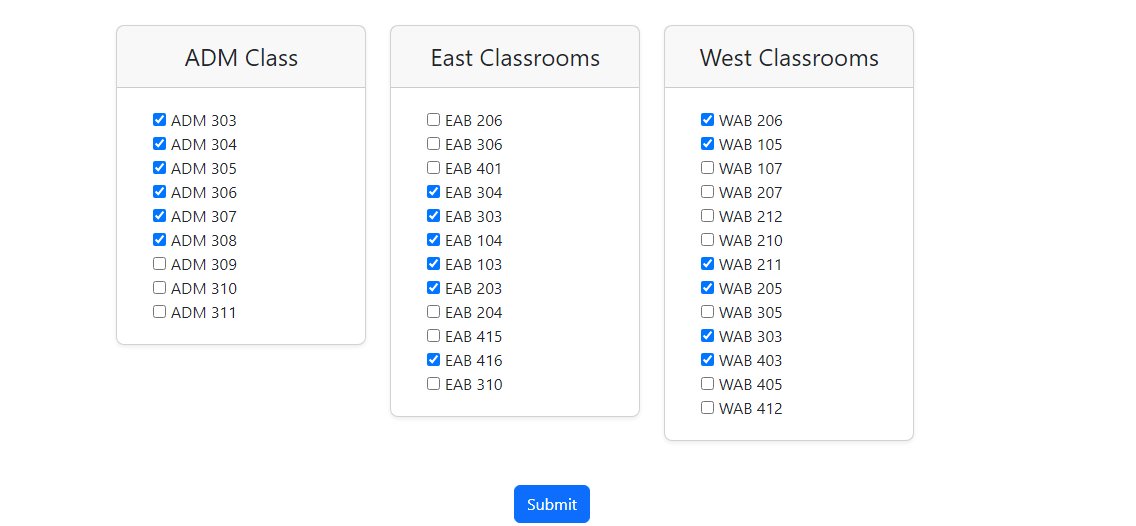 ADM Class
ADM 303
ADM 304
ADM 305
ADM 306
ADM 307
ADM 308
ADM 309
ADM 310
ADM 311
East Classrooms
EAB 206
EAB 306
EAB 401
EAB 304
EAB 303
EAB 104
EAB 103
EAB 203
EAB 204
EAB 415
EAB 416
EAB 310
West Classrooms
WAB 206
WAB 105
WAB 107
WAB 207
WAB 212
WAB 210
WAB 211
WAB 205
WAB 305
WAB 303
WAB 403
WAB 405
WAB 412
Submit